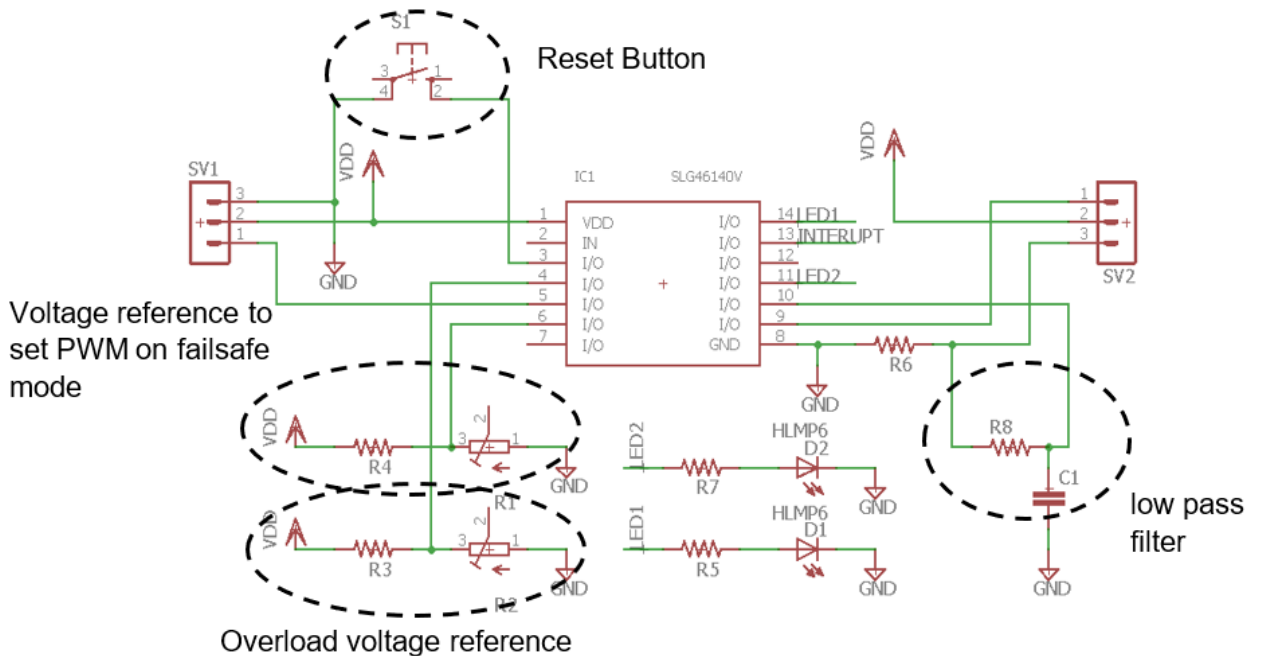 S1
Reset Button
3 1
4 2
VDD
VDD
SV1
IC1 SLG46140V
3
2
1
SV2
1
2
3
1 VDD I/O 14 LED1
2 IN I/O 13 INTERUPT
3 I/O I/O 12
4 I/O I/O 11 LED2
5 I/O I/O 10
6 I/O I/O 9
7 I/O GND 8
GND
R6
GND
Voltage reference to
set PWM on failsafe
mode
VDD
R4
3 2 1
R1
GND
LED2
R7
HLMP6
D2
GND
R8
C1
GND
low pass
filter
VDD
R3
3 2 1
R2
GND
LED1
R5
HLMP6
D1
GND
Overload voltage reference